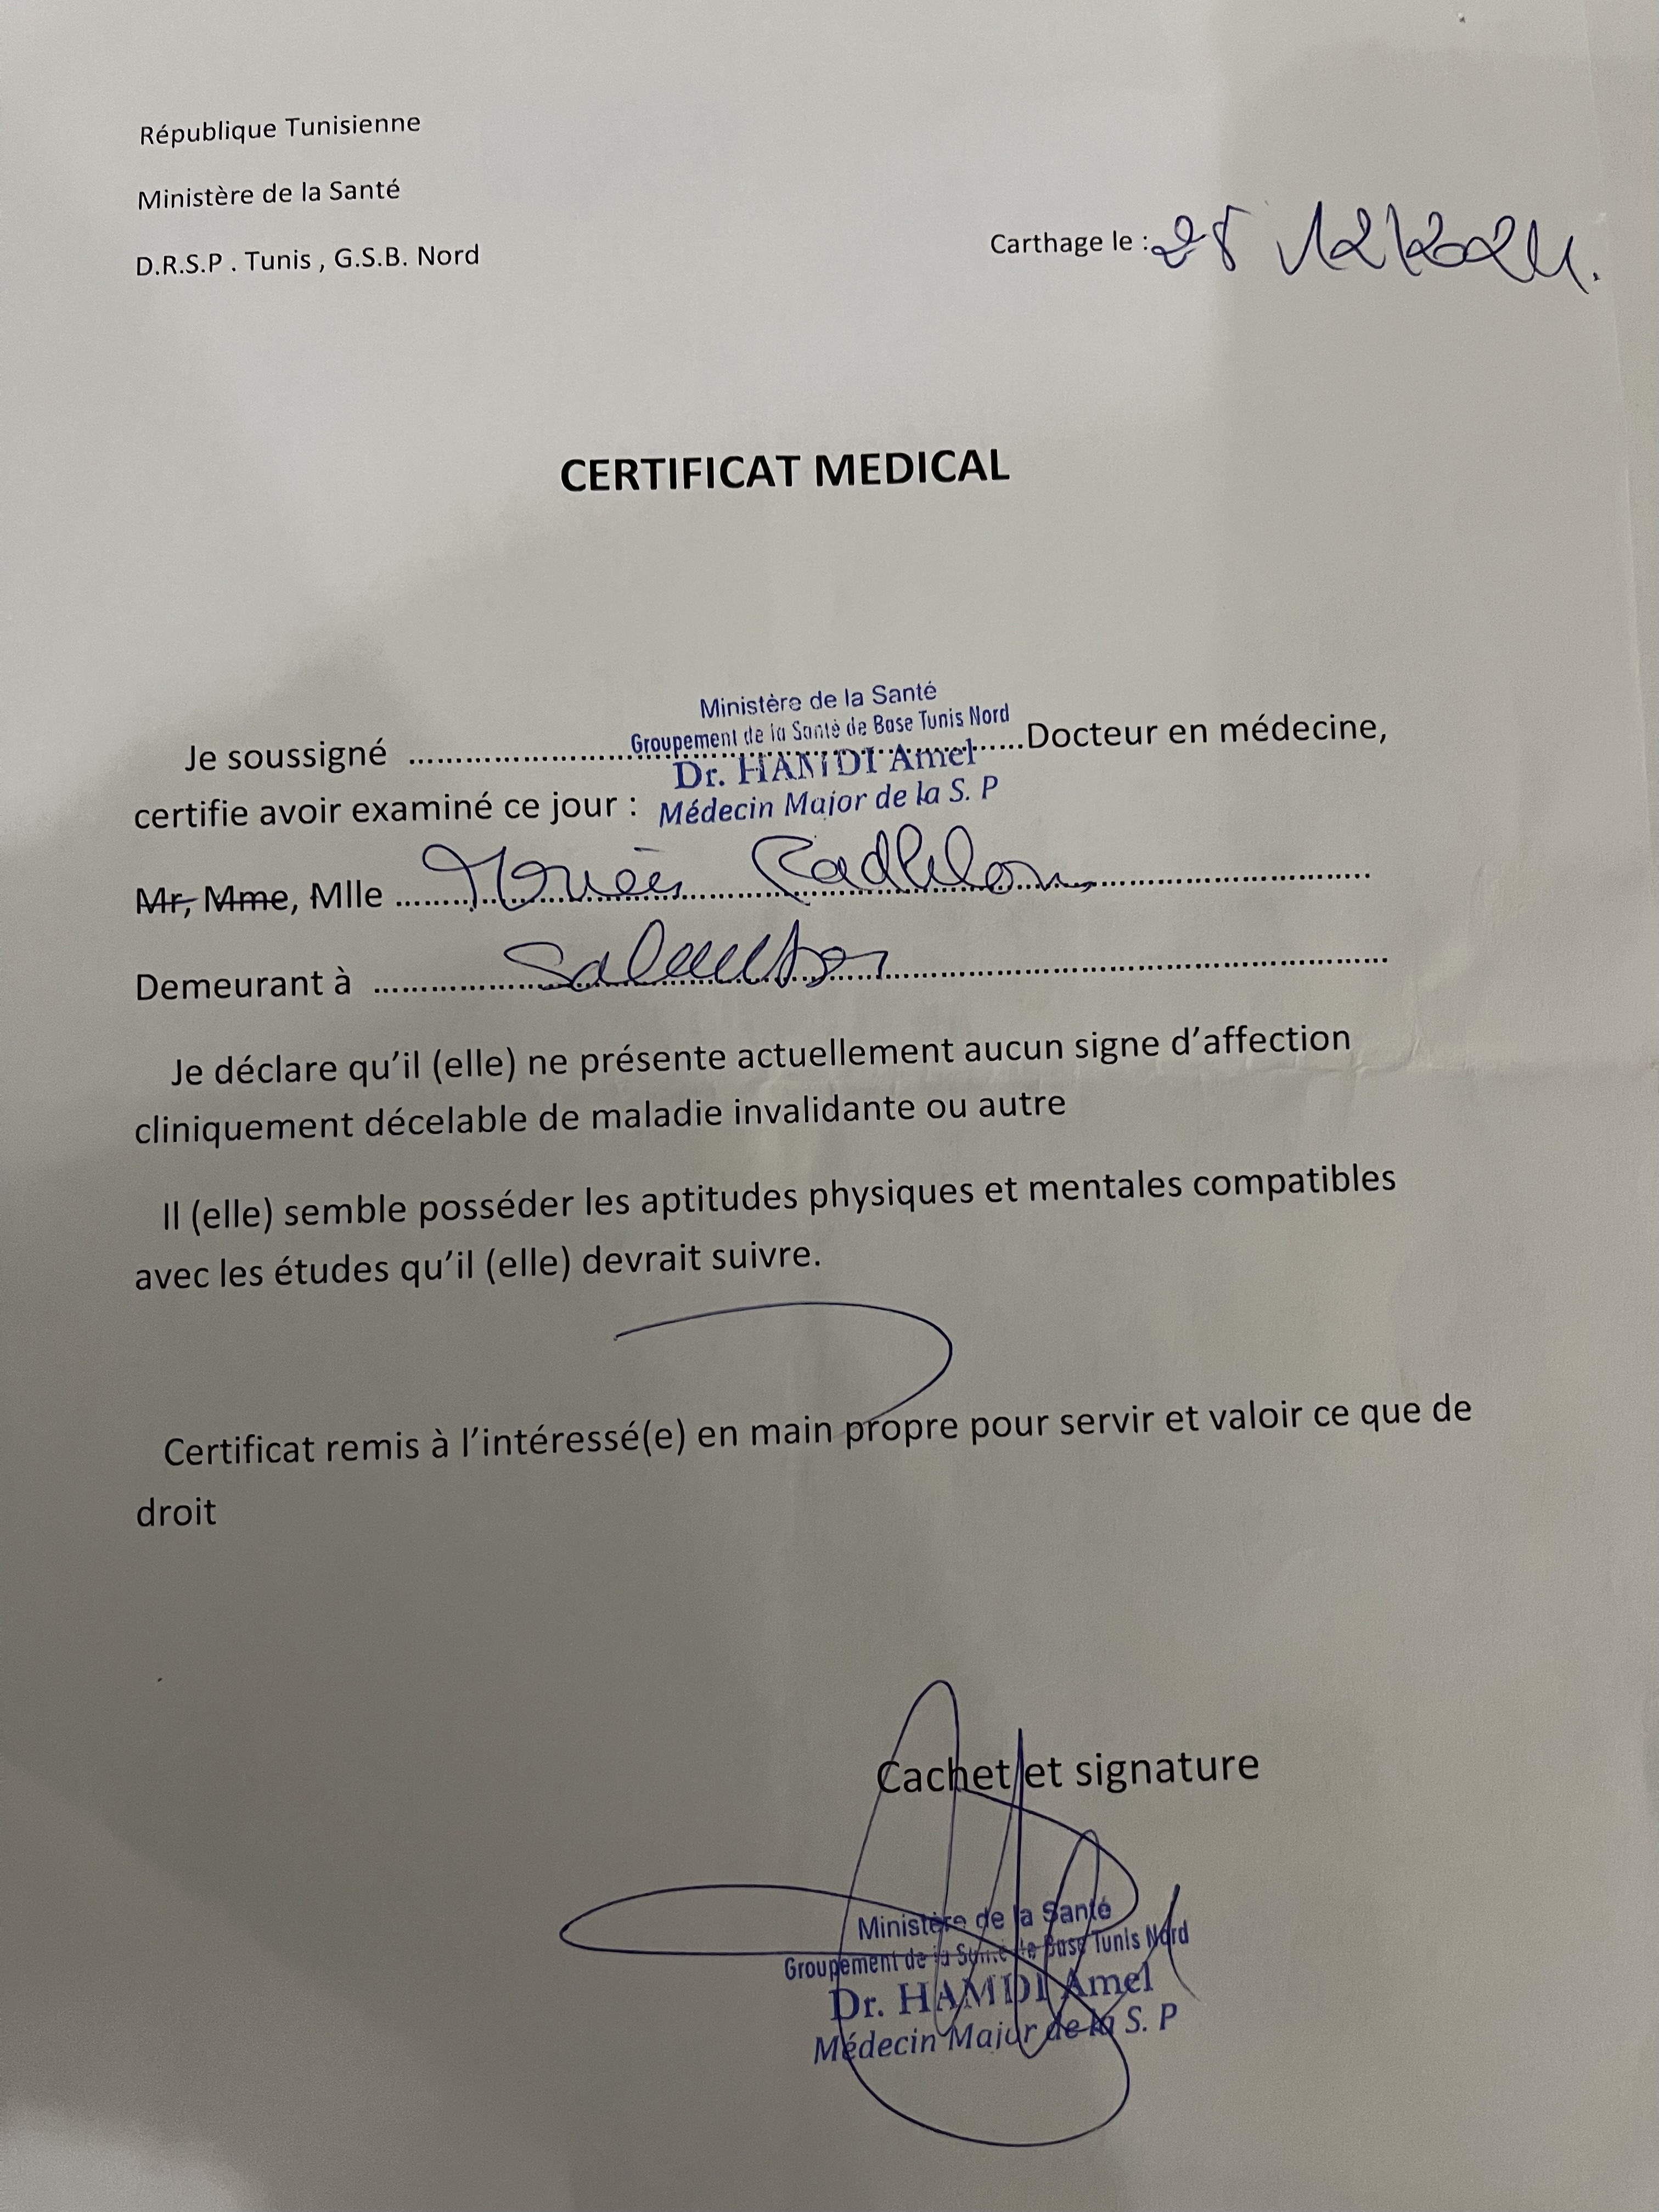 République Tunisienne
Ministère de la Santé
D.R.S.P . Tunis , G.S.B. Nord
Carthage le : 12/2024.
CERTIFICAT MEDICAL
Ministère de la Santé
Groupement de la Santé de Base Tunis Nord
Je soussigné ..........Docteur en médecine,
Dr. HAMDI Amel
certifie avoir examiné ce jour :
Médecin Major de la S. P
Mr, Mme, Mlle ..........
Demeurant à ..........
Je déclare qu’il (elle) ne présente actuellement aucun signe d’affection
cliniquement décelable de maladie invalidante ou autre
Il (elle) semble posséder les aptitudes physiques et mentales compatibles
avec les études qu’il (elle) devrait suivre.
Certificat remis à l’intéressé(e) en main propre pour servir et valoir ce que de
droit
Cachet et signature
Ministère de la Santé
Groupement de la Santé de Base Tunis Nord
Dr. HAMDI Amel
Médecin Major de la S. P